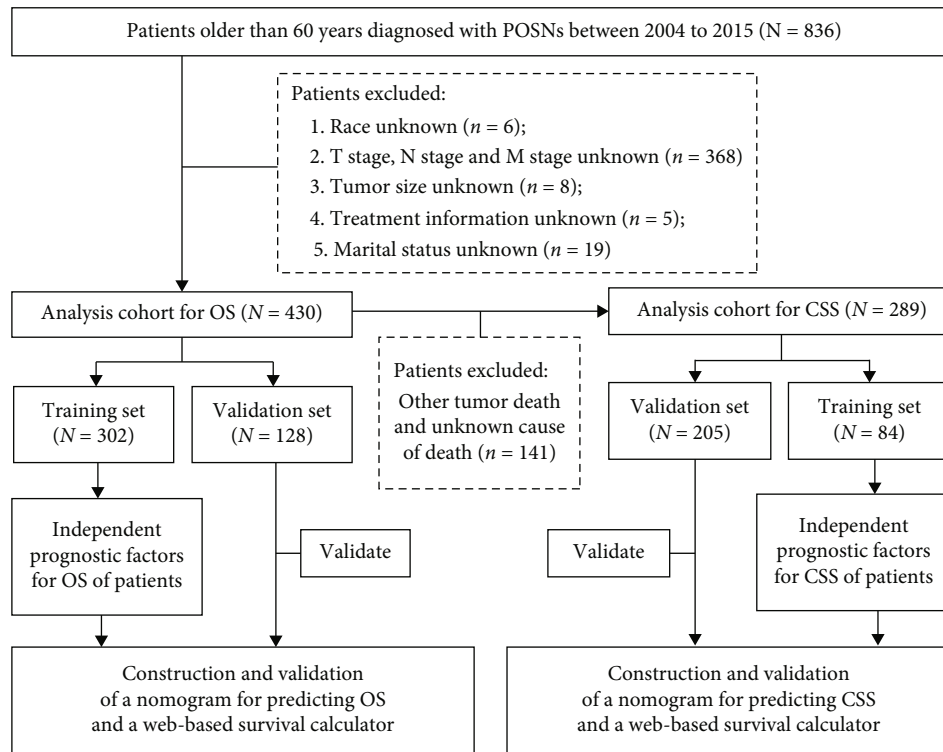 Patients older than 60 years diagnosed with POSNs between 2004 to 2015 (N = 836)
Patients excluded:
1. Race unknown (n = 6);
2. T stage, N stage and M stage unknown (n = 368)
3. Tumor size unknown (n = 8);
4. Treatment information unknown (n = 5);
5. Marital status unknown (n = 19)
Analysis cohort for OS (N = 430)
Analysis cohort for CSS (N = 289)
Patients excluded:
Other tumor death
and unknown cause
of death (n = 141)
Training set
(N = 302)
Validation set
(N = 128)
Validation set
(N = 205)
Training set
(N = 84)
Independent
prognostic factors
for OS of patients
Validate
Validate
Independent
prognostic factors
for CSS of patients
Construction and validation
of a nomogram for predicting OS
and a web-based survival calculator
Construction and validation
of a nomogram for predicting CSS
and a web-based survival calculator